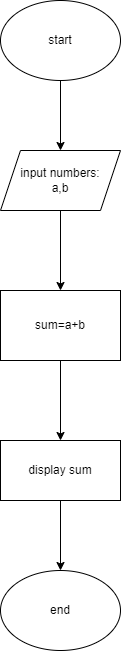 start
input numbers:
a,b
sum=a+b
display sum
end